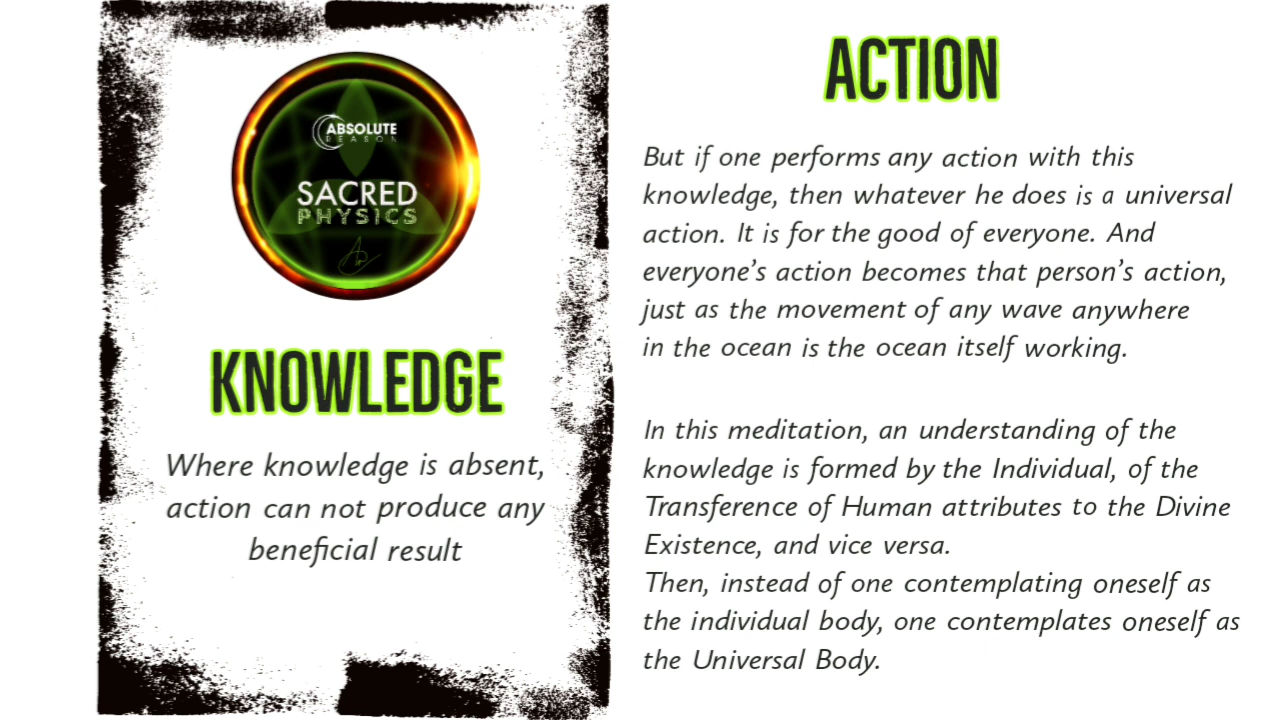 ABSOLUTE
REASON
SACRED
PHYSICS
KNOWLEDGE
Where knowledge is absent,
action can not produce any
beneficial result
ACTION
But if one performs any action with this
knowledge, then whatever he does is a universal
action. It is for the good of everyone. And
everyone’s action becomes that person’s action,
just as the movement of any wave anywhere
in the ocean is the ocean itself working.
In this meditation, an understanding of the
knowledge is formed by the Individual, of the
Transference of Human attributes to the Divine
Existence, and vice versa.
Then, instead of one contemplating oneself as
the individual body, one contemplates oneself as
the Universal Body.